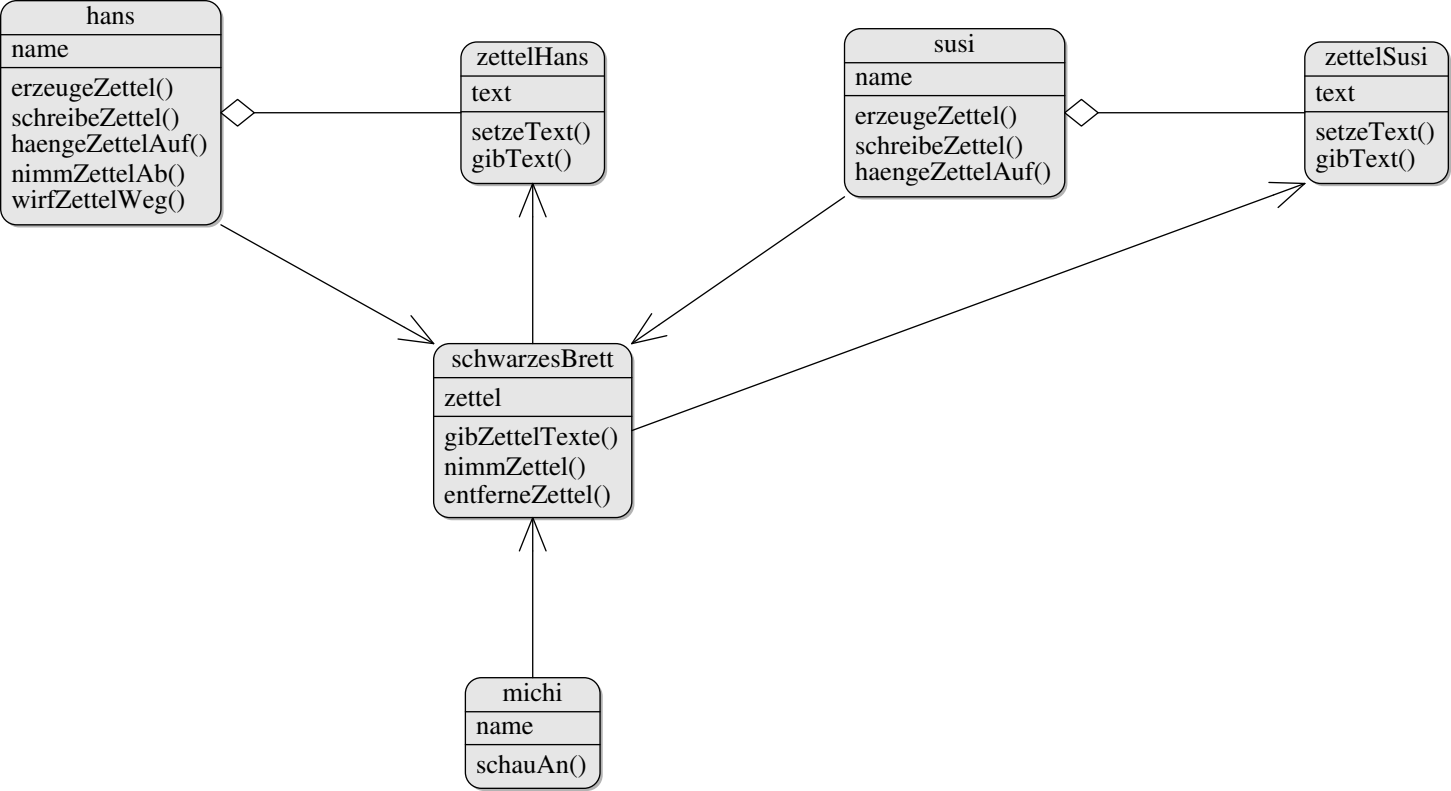 hans
name
erzeugeZettel()
schreibeZettel()
haengeZettelAuf()
nimmZettelAb()
wirfZettelWeg()
zettelHans
text
setzeText()
gibText()
susi
name
erzeugeZettel()
schreibeZettel()
haengeZettelAuf()
zettelSusi
text
setzeText()
gibText()
schwarzesBrett
zettel
gibZettelTexte()
nimmZettel()
entferneZettel()
michi
name
schauAn()